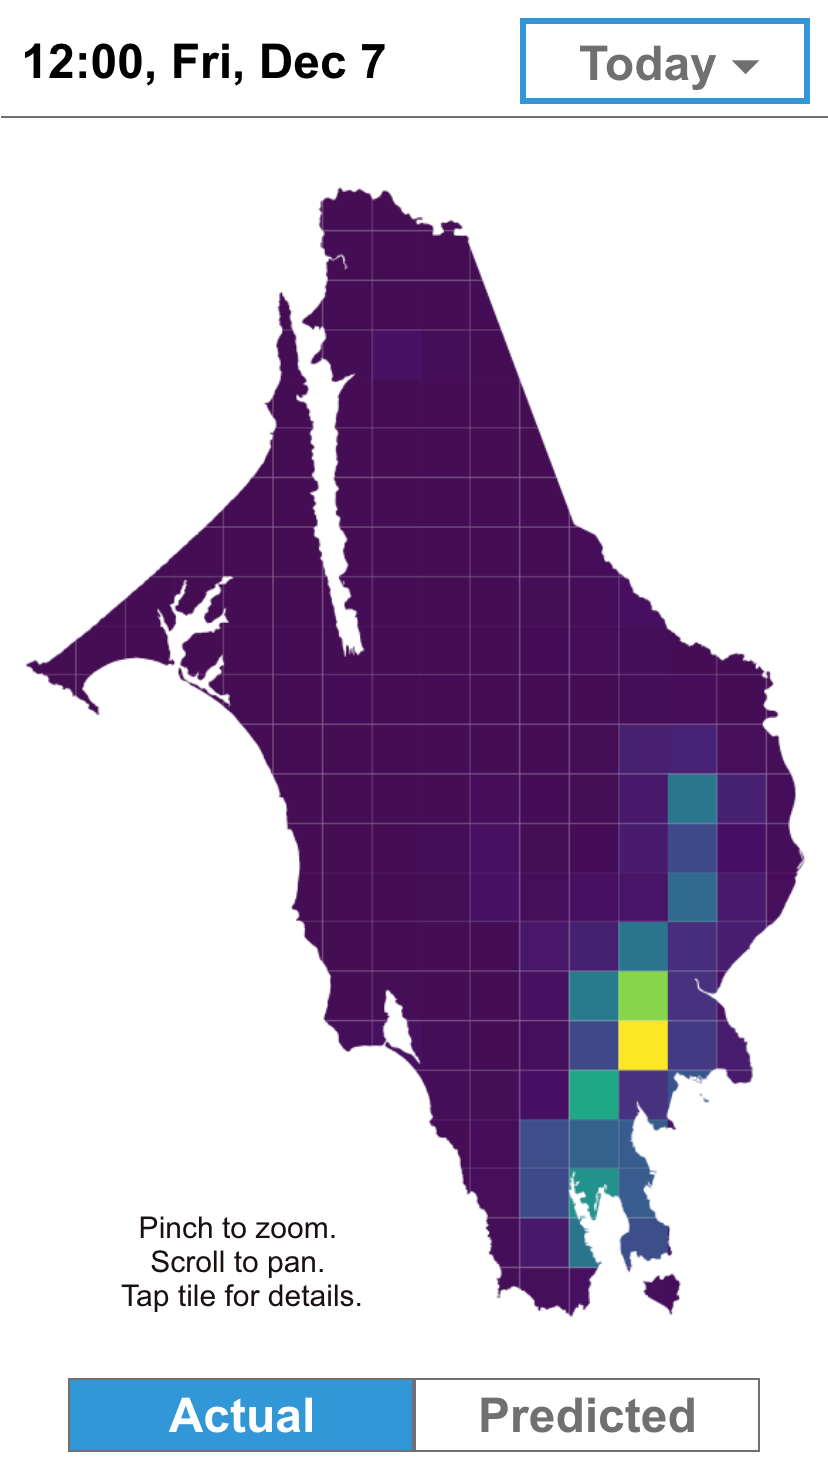 12:00, Fri, Dec 7
Today
Pinch to zoom.
Scroll to pan.
Tap tile for details.
Actual
Predicted